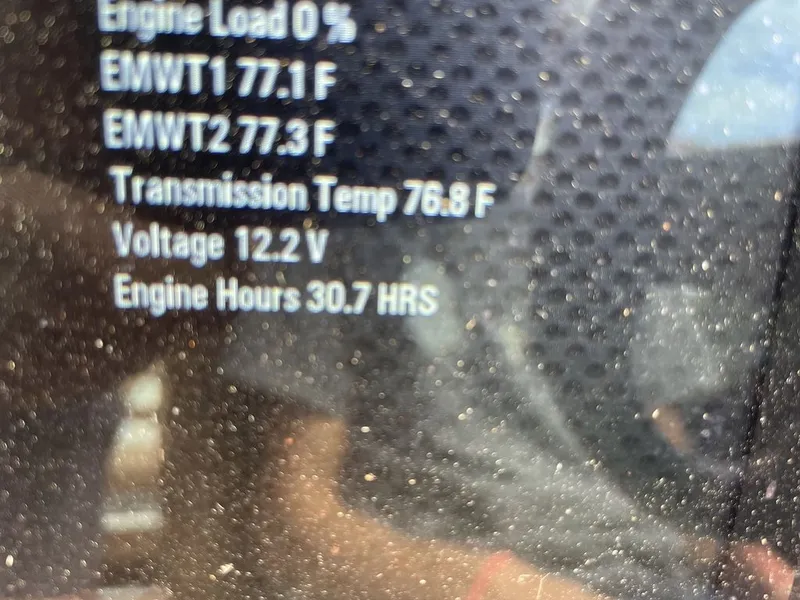 Engine Load 0 %
EMWT1 77.1 F
EMWT2 77.3 F
Transmission Temp 76.8 F
Voltage 12.2 V
Engine Hours 30.7 HRS